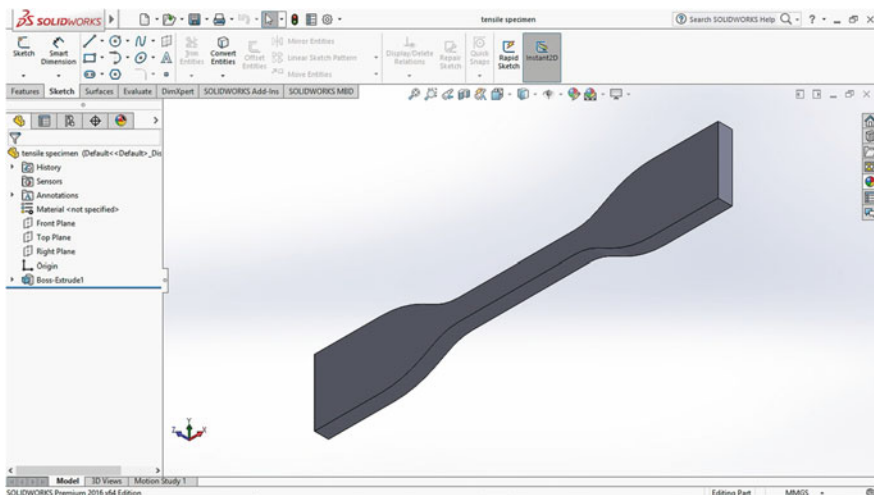 SOLIDWORKS
tensile specimen
Search SOLIDWORKS Help
Sketch
Smart Dimension
Trim Entities
Convert Entities
Offset Entities
Mirror Entities
Linear Sketch Pattern
Move Entities
Display/Delete Relations
Repair Sketch
Quick Snaps
Rapid Sketch
Instant2D
Features Sketch Surfaces Evaluate DimXpert SOLIDWORKS Add-Ins SOLIDWORKS MBD
tensile specimen (Default<<Default>_Dis
History
Sensors
Annotations
Material <not specified>
Front Plane
Top Plane
Right Plane
Origin
Boss-Extrude1
Y
Z X
Model 3D Views Motion Study 1
SOLIDWORKS Premium 2016 x64 Edition
Editing Part MMGS